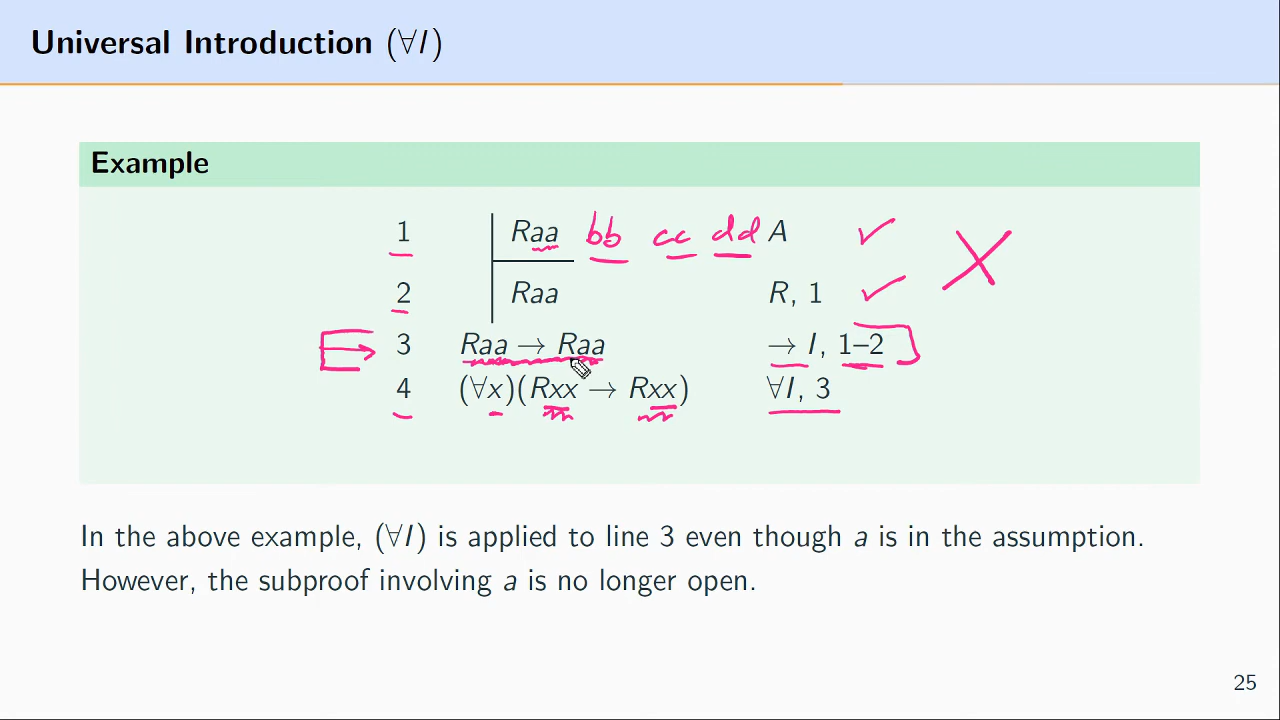 Universal Introduction (∀I)
Example
1 Raa bb cc dd A ✓
2 Raa R, 1 ✓
3 Raa → Raa → I, 1–2
4 (∀x)(Rxx → Rxx) ∀I, 3
In the above example, (∀I) is applied to line 3 even though a is in the assumption.
However, the subproof involving a is no longer open.
25